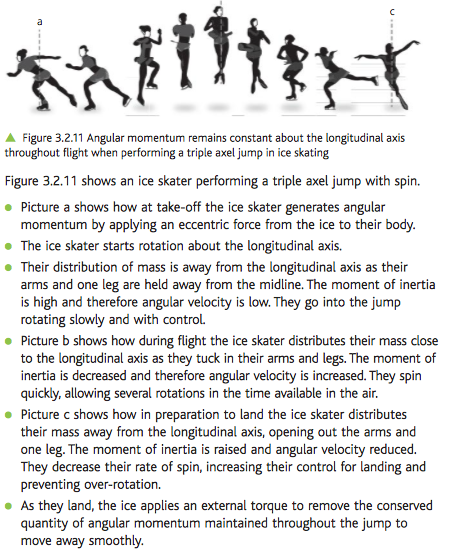 a
c
▲ Figure 3.2.11 Angular momentum remains constant about the longitudinal axis
throughout flight when performing a triple axel jump in ice skating
Figure 3.2.11 shows an ice skater performing a triple axel jump with spin.
● Picture a shows how at take-off the ice skater generates angular
momentum by applying an eccentric force from the ice to their body.
● The ice skater starts rotation about the longitudinal axis.
● Their distribution of mass is away from the longitudinal axis as their
arms and one leg are held away from the midline. The moment of inertia
is high and therefore angular velocity is low. They go into the jump
rotating slowly and with control.
● Picture b shows how during flight the ice skater distributes their mass close
to the longitudinal axis as they tuck in their arms and legs. The moment of
inertia is decreased and therefore angular velocity is increased. They spin
quickly, allowing several rotations in the time available in the air.
● Picture c shows how in preparation to land the ice skater distributes
their mass away from the longitudinal axis, opening out the arms and
one leg. The moment of inertia is raised and angular velocity reduced.
They decrease their rate of spin, increasing their control for landing and
preventing over-rotation.
● As they land, the ice applies an external torque to remove the conserved
quantity of angular momentum maintained throughout the jump to
move away smoothly.